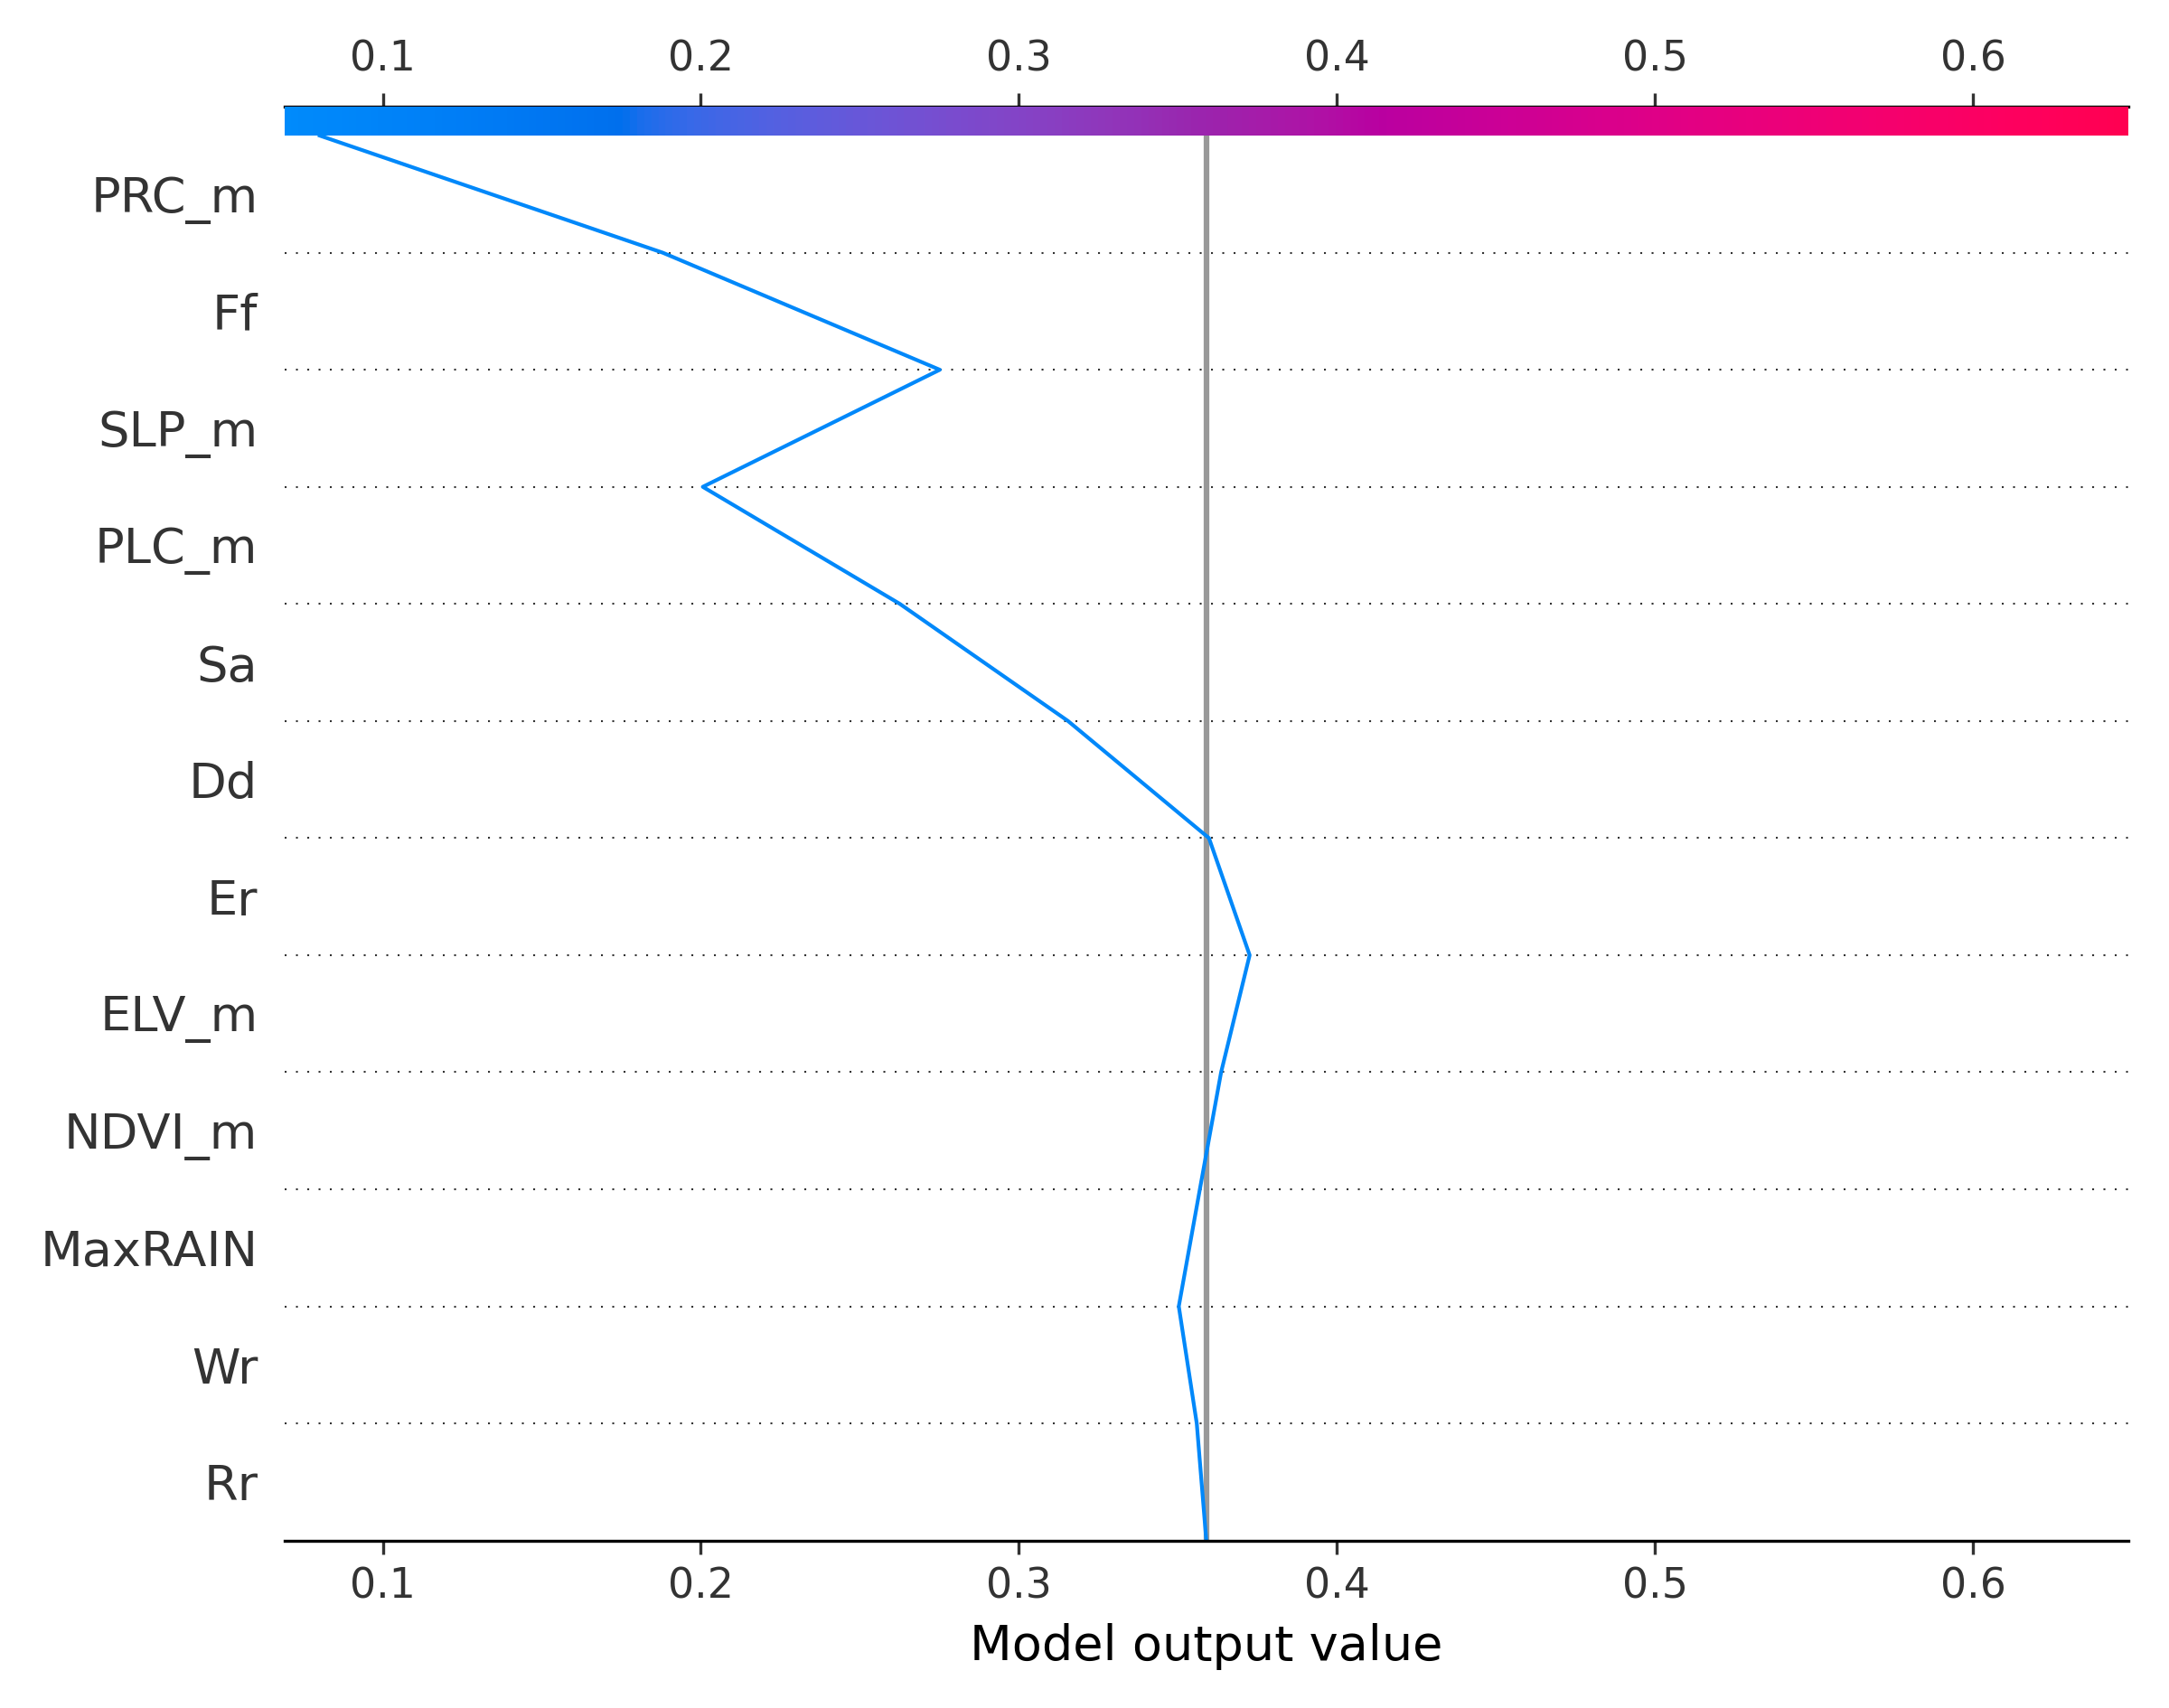 0.1 0.2 0.3 0.4 0.5 0.6
PRC_m
Ff
SLP_m
PLC_m
Sa
Dd
Er
ELV_m
NDVI_m
MaxRAIN
Wr
Rr
0.1 0.2 0.3 0.4 0.5 0.6
Model output value